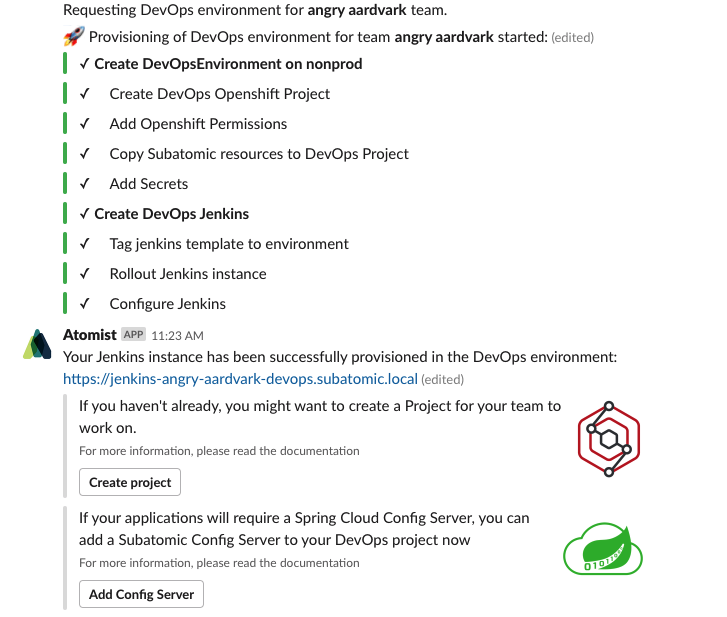 Requesting DevOps environment for angry aardvark team.
🚀 Provisioning of DevOps environment for team angry aardvark started: (edited)
✓ Create DevOpsEnvironment on nonprod
✓ Create DevOps Openshift Project
✓ Add Openshift Permissions
✓ Copy Subatomic resources to DevOps Project
✓ Add Secrets
✓ Create DevOps Jenkins
✓ Tag jenkins template to environment
✓ Rollout Jenkins instance
✓ Configure Jenkins
Atomist APP 11:23 AM
Your Jenkins instance has been successfully provisioned in the DevOps environment:
https://jenkins-angry-aardvark-devops.subatomic.local (edited)
If you haven't already, you might want to create a Project for your team to
work on.
For more information, please read the documentation
Create project
If your applications will require a Spring Cloud Config Server, you can
add a Subatomic Config Server to your DevOps project now
For more information, please read the documentation
Add Config Server